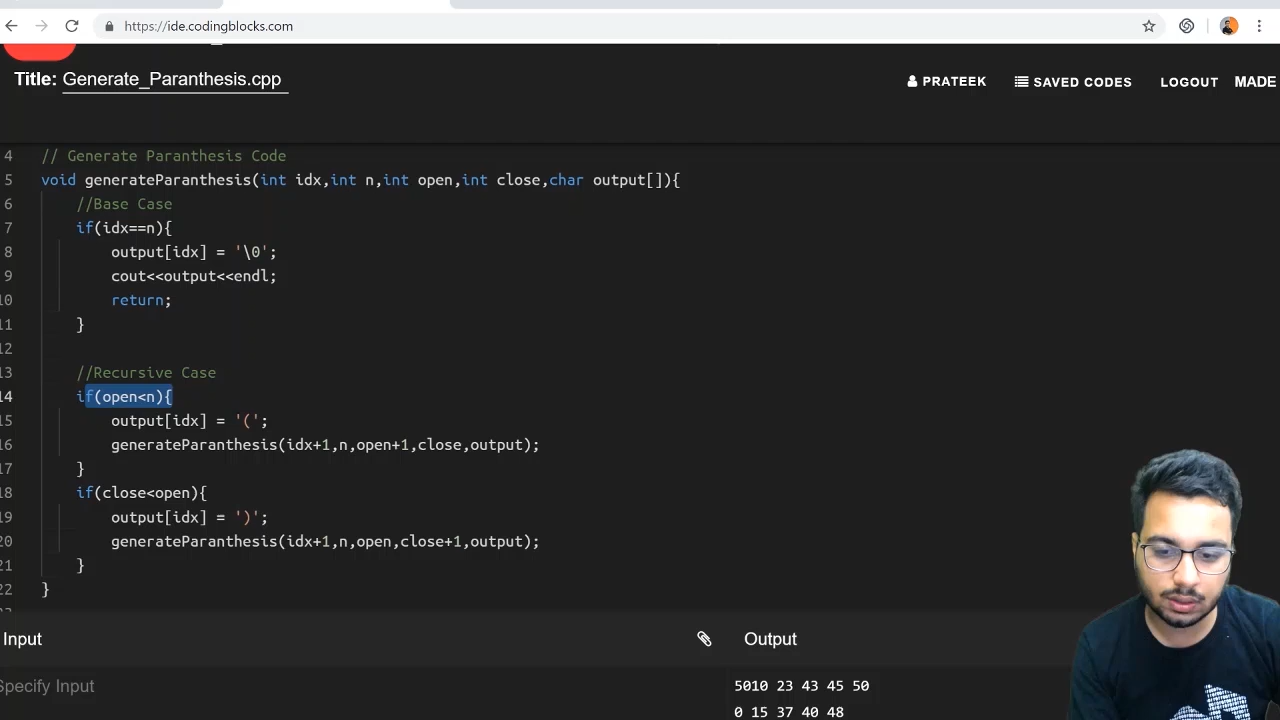 https://ide.codingblocks.com
Title: Generate_Paranthesis.cpp
PRATEEK
SAVED CODES
LOGOUT
MADE
4 // Generate Paranthesis Code
5 void generateParanthesis(int idx,int n,int open,int close,char output[]){
6 //Base Case
7 if(idx==n){
8 output[idx] = '\0';
9 cout<<output<<endl;
10 return;
11 }
12
13 //Recursive Case
14 if(open<n){
15 output[idx] = '(';
16 generateParanthesis(idx+1,n,open+1,close,output);
17 }
18 if(close<open){
19 output[idx] = ')';
20 generateParanthesis(idx+1,n,open,close+1,output);
21 }
22 }
Input
Output
Specify Input
5010 23 43 45 50
0 15 37 40 48